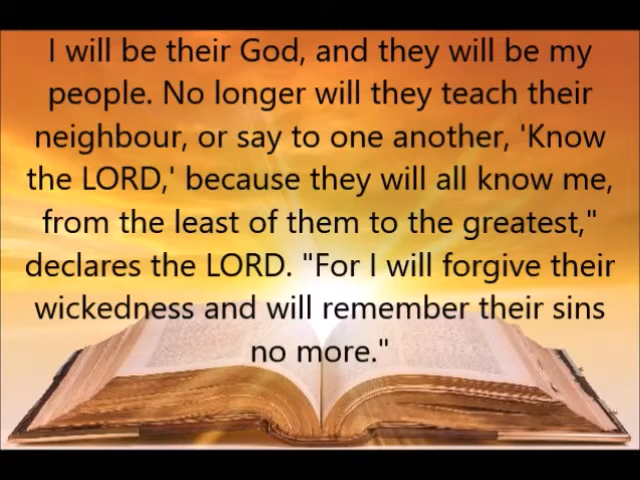 I will be their God, and they will be my
people. No longer will they teach their
neighbour, or say to one another, 'Know
the LORD,' because they will all know me,
from the least of them to the greatest,"
declares the LORD. "For I will forgive their
wickedness and will remember their sins
no more."